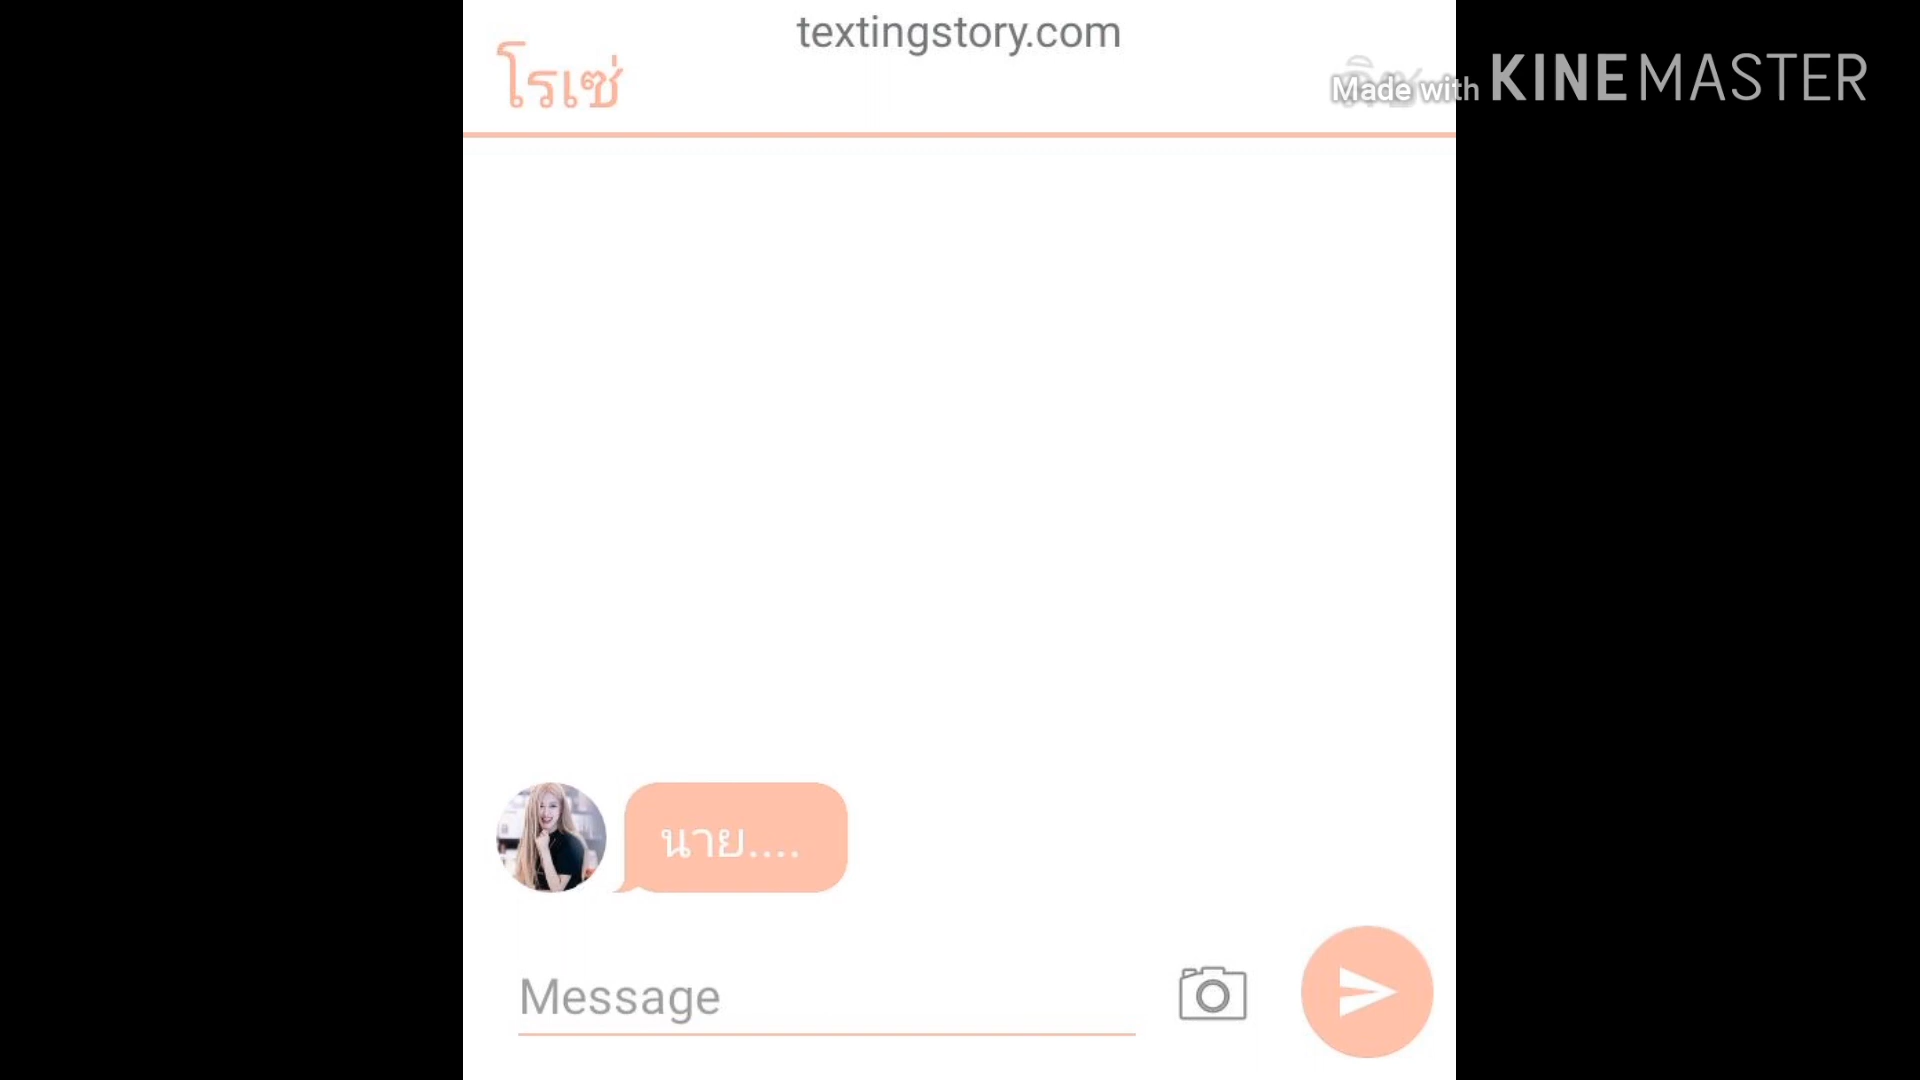 textingstory.com
โรเซ่
Made with KINEMASTER
นาย....
Message